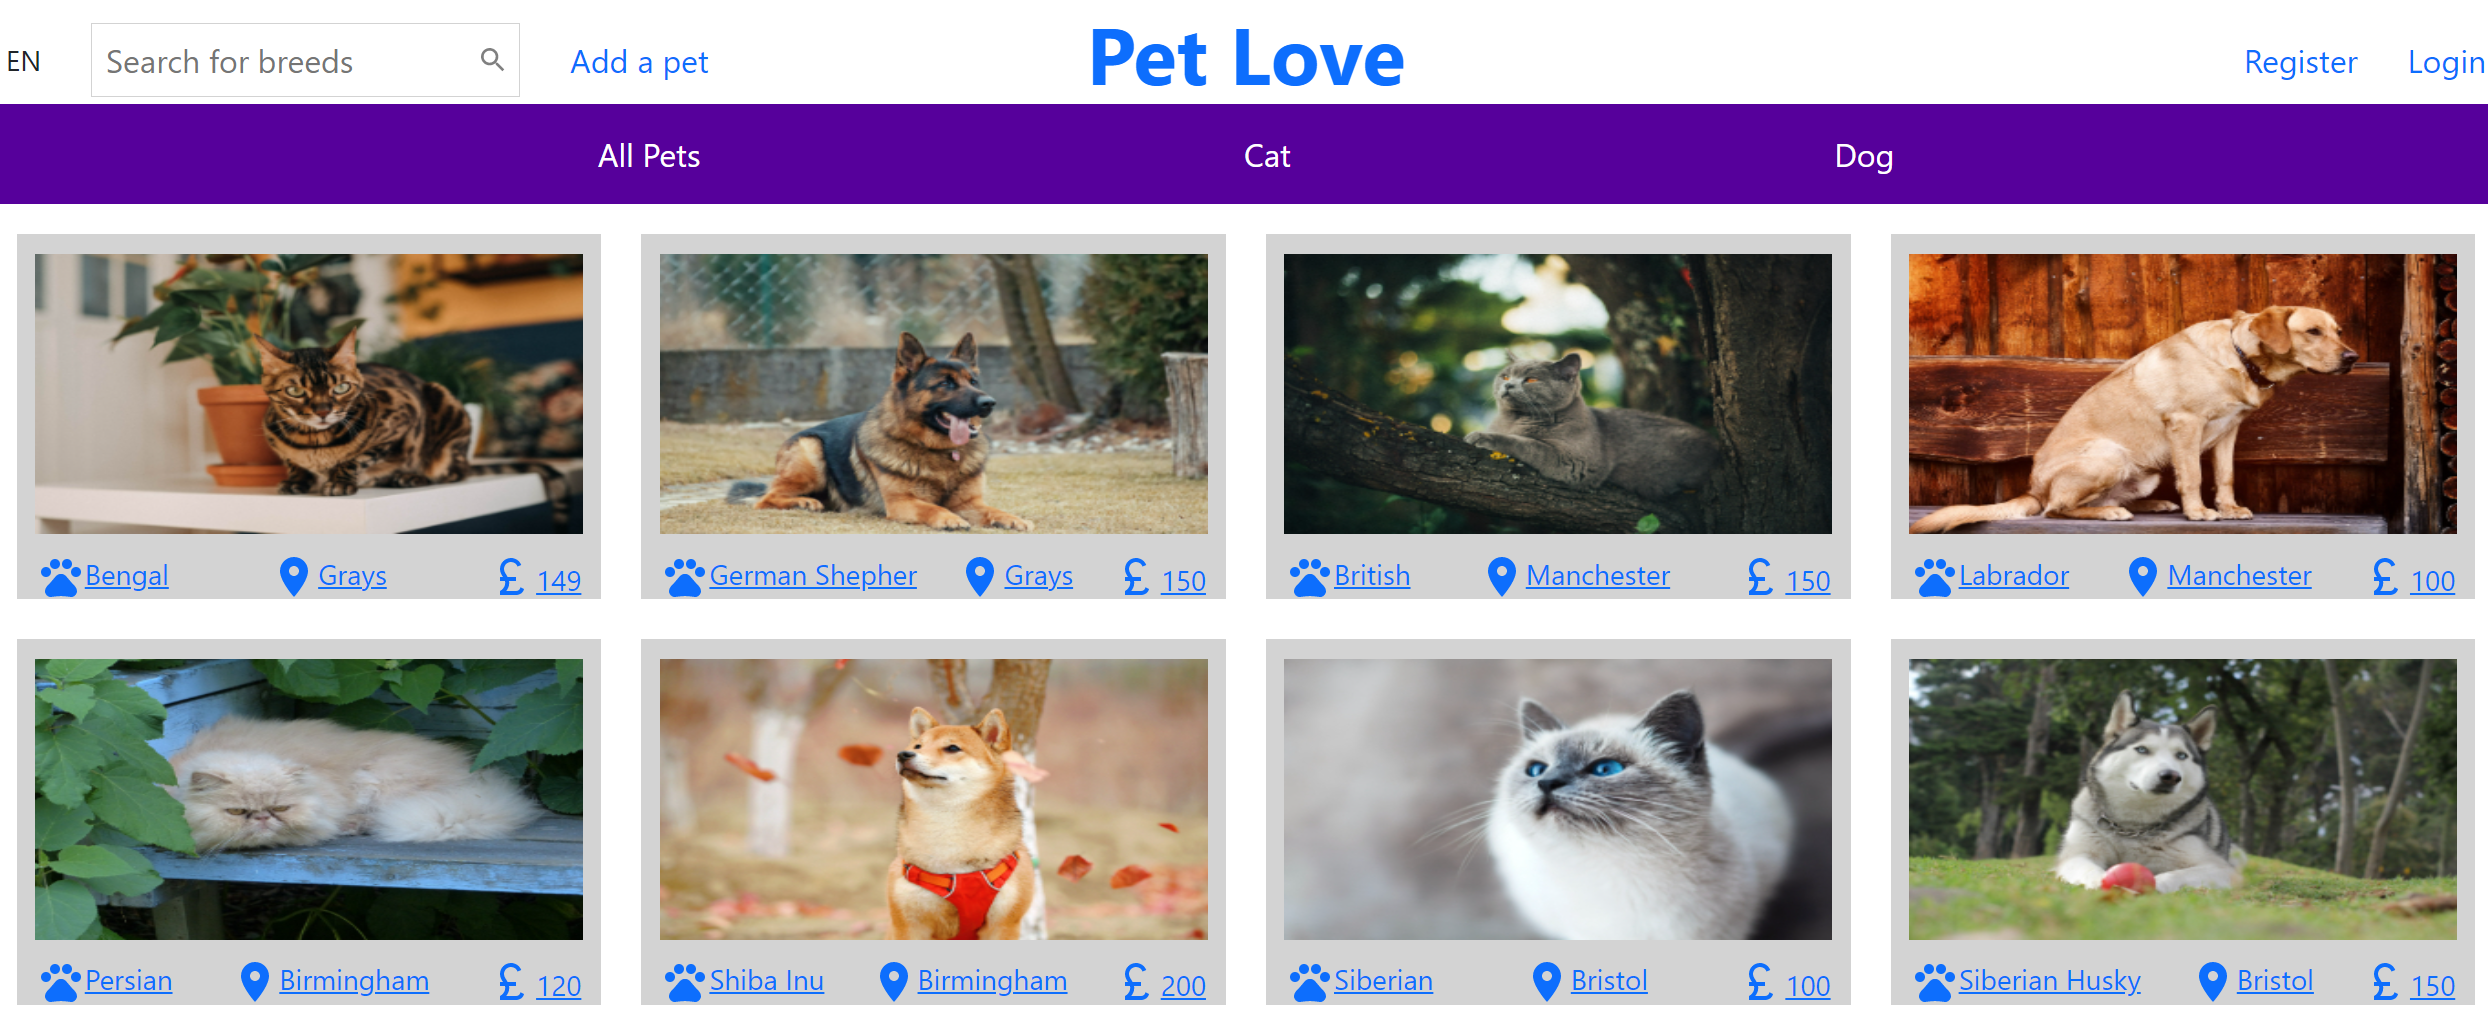 EN
Search for breeds
Add a pet
Pet Love
Register
Login
All Pets
Cat
Dog
Bengal
Grays
£ 149
German Shepher
Grays
£ 150
British
Manchester
£ 150
Labrador
Manchester
£ 100
Persian
Birmingham
£ 120
Shiba Inu
Birmingham
£ 200
Siberian
Bristol
£ 100
Siberian Husky
Bristol
£ 150